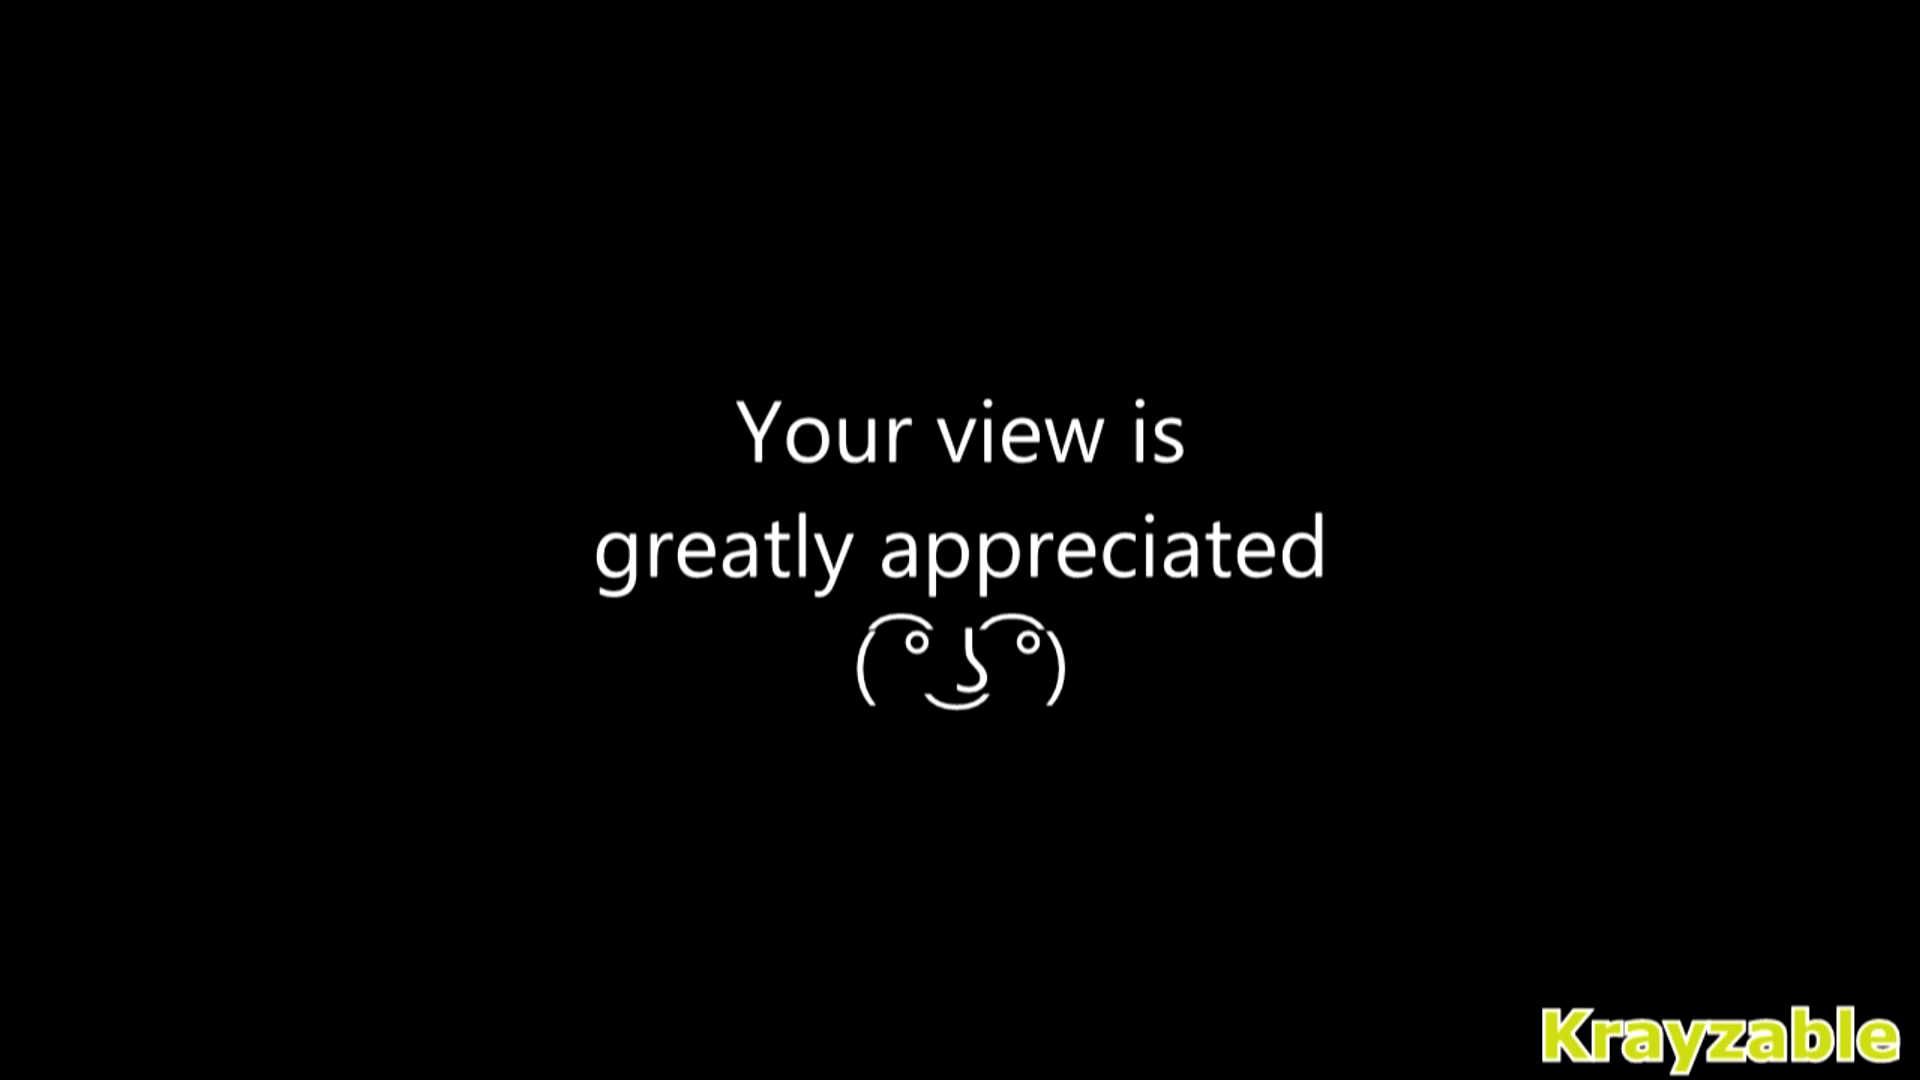 Your view is
greatly appreciated
( ͡° ͜ʖ ͡°)
Krayzable